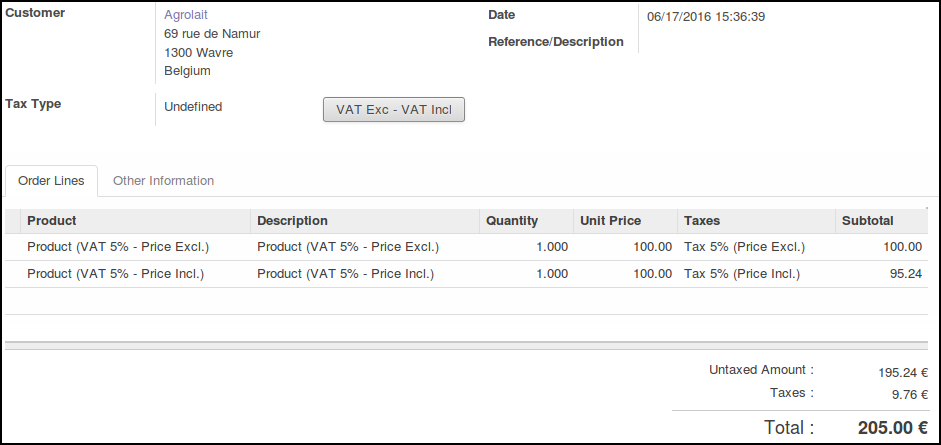 Customer Agrolait Date 06/17/2016 15:36:39
69 rue de Namur
Reference/Description
1300 Wavre
Belgium
Tax Type Undefined VAT Exc - VAT Incl
Order Lines Other Information
Product Description Quantity Unit Price Taxes Subtotal
Product (VAT 5% - Price Excl.) Product (VAT 5% - Price Excl.) 1.000 100.00 Tax 5% (Price Excl.) 100.00
Product (VAT 5% - Price Incl.) Product (VAT 5% - Price Incl.) 1.000 100.00 Tax 5% (Price Incl.) 95.24
Untaxed Amount : 195.24 €
Taxes : 9.76 €
Total : 205.00 €